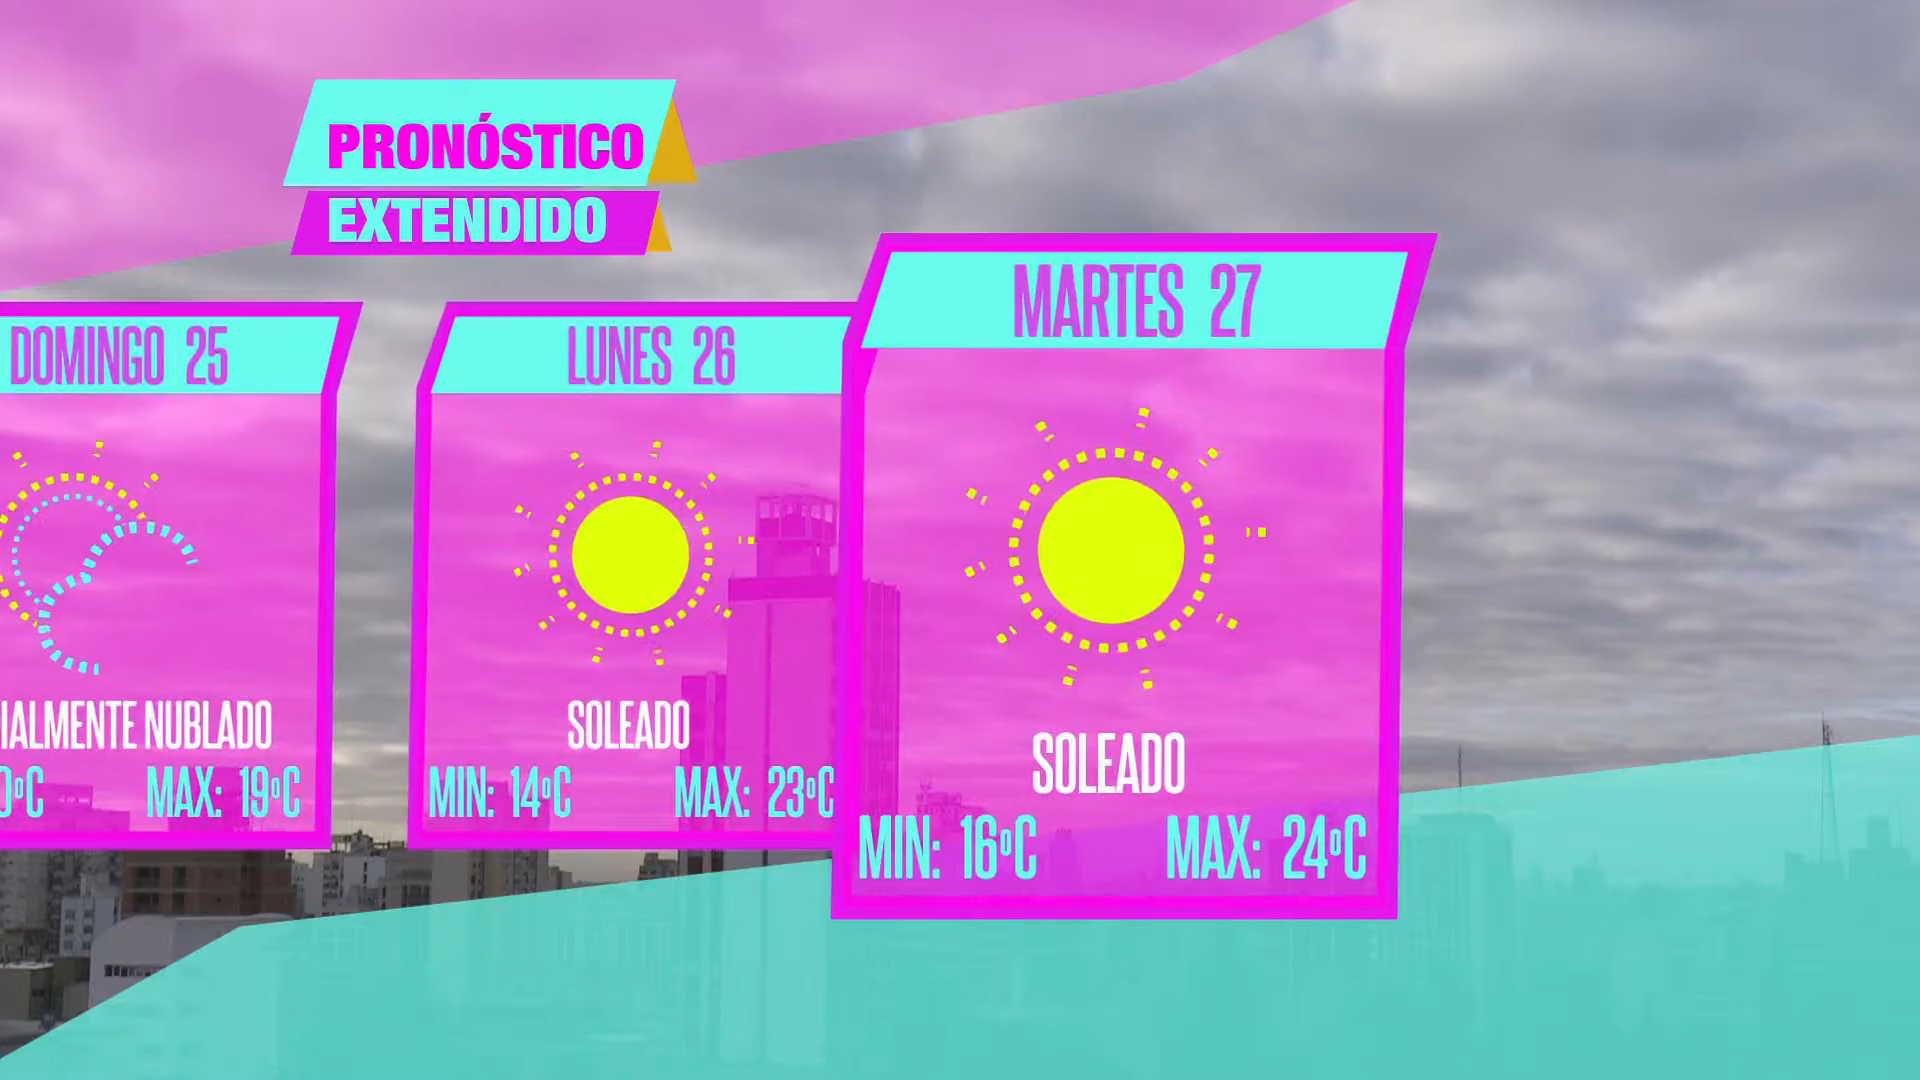 PRONÓSTICO
EXTENDIDO
DOMINGO 25
NUBLADO
MAX: 19ºC
LUNES 26
SOLEADO
MIN: 14ºC MAX: 23ºC
MARTES 27
SOLEADO
MIN: 16ºC MAX: 24ºC